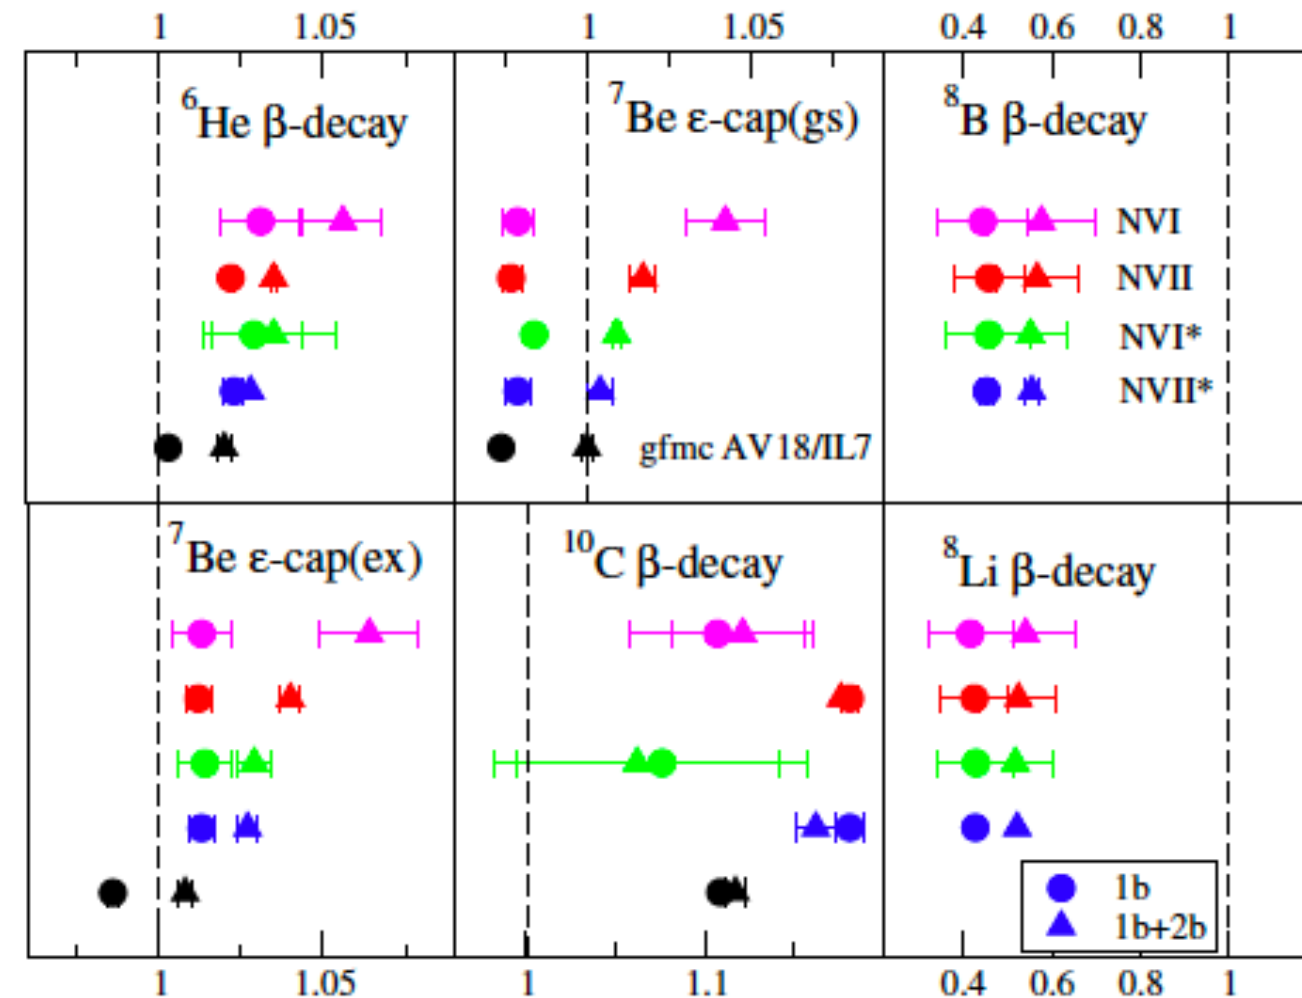 1 1.05 1 1.05 0.4 0.6 0.8 1
⁶He β-decay ⁷Be ε-cap(gs) ⁸B β-decay
NVI
NVII
NVI*
NVII*
gfmc AV18/IL7
⁷Be ε-cap(ex) ¹⁰C β-decay ⁸Li β-decay
1b
1b+2b
1 1.05 1 1.1 0.4 0.6 0.8 1